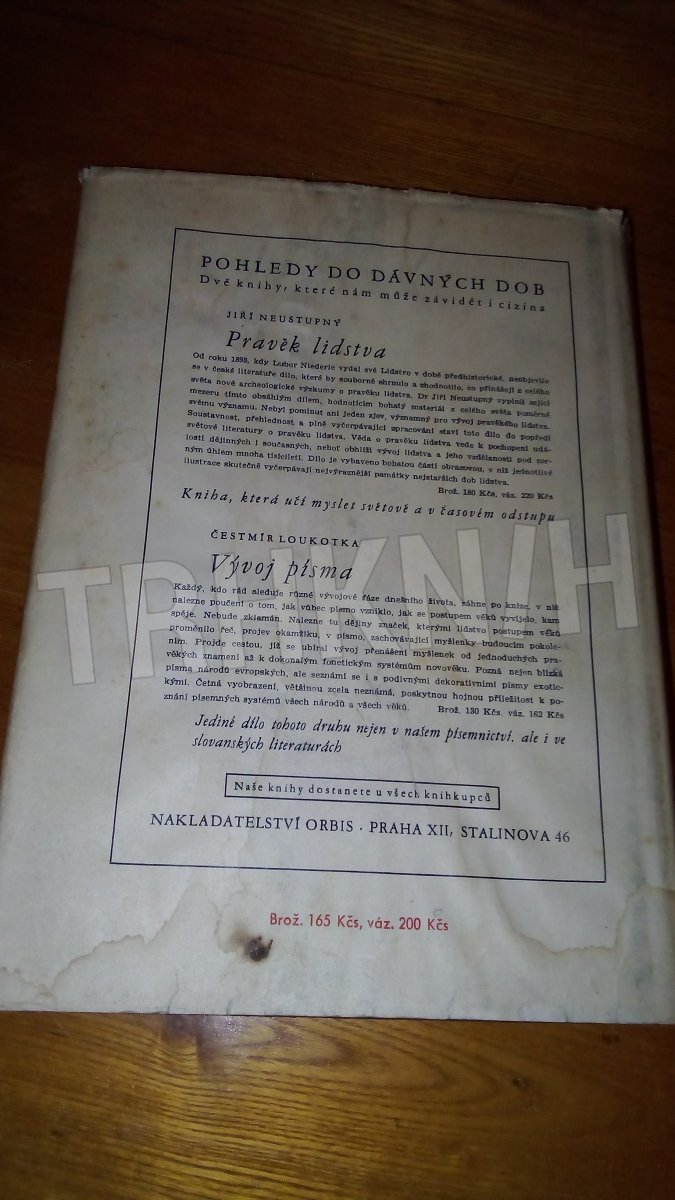 POHLEDY DO DÁVNÝCH DOB
Dvě knihy, které nám může závidět i cizina
JIŘÍ NEUSTUPNÝ
Pravěk lidstva
Od roku 1893, kdy Lubor Niederle vydal své Lidstvo v době předhistorické, neobjevilo
se v české literatuře dílo, které by souborně shrnulo a zhodnotilo, co přinášejí z celého
světa nové archeologické výzkumy o pravěku lidstva. Dr Jiří Neustupný vyplnil zející
mezeru tímto obsáhlým dílem, hodnotícím bohatý materiál z celého světa poměrně
svému významu. Nebyl pominut ani jeden zjev, významný pro vývoj pravěkého lidstva.
Soustavnost, přehlednost a plně vyčerpávající zpracování staví toto dílo do popředí
světové literatury o pravěku lidstva. Věda o pravěku lidstva vede k pochopení udá-
lostí dějinných i současných, neboť obhlíží vývoj lidstva a jeho vzdělanosti pod zor-
ným úhlem mnoha tisíciletí. Dílo je vybaveno bohatou částí obrazovou, v níž jednotlivé
ilustrace skutečně vyčerpávají nejvýraznější památky nejstarších dob lidstva.
Brož. 180 Kčs, váz. 220 Kčs
Kniha, která učí myslet světově a v časovém odstupu
ČESTMÍR LOUKOTKA
Vývoj písma
Každý, kdo rád sleduje různé vývojové fáze dnešního života, sáhne po knize, v níž
nalezne poučení o tom, jak vůbec písmo vzniklo, jak se postupem věků vyvíjelo, kam
spěje. Nebude zklamán. Nalezne tu dějiny značek, kterými lidstvo postupem věků
proměnilo řeč, projev okamžiku, v písmo, zachovávající myšlenky budoucím pokole-
ním. Projde cestou, jíž se ubíral vývoj přenášení myšlenek od jednoduchých pra-
věkých znamení až k dokonalým fonetickým systémům novověku. Pozná nejen blízká
písma národů evropských, ale seznámí se i s podivnými dekorativními písmy exotic-
kými. Četná vyobrazení, většinou zcela neznámá, poskytnou hojnou příležitost k po-
znání písemných systémů všech národů a všech věků. Brož. 130 Kčs, váz. 162 Kčs
Jediné dílo tohoto druhu nejen v našem písemnictví, ale i ve
slovanských literaturách
Naše knihy dostanete u všech knihkupců
NAKLADATELSTVÍ ORBIS · PRAHA XII, STALINOVA 46
Brož. 165 Kčs, váz. 200 Kčs